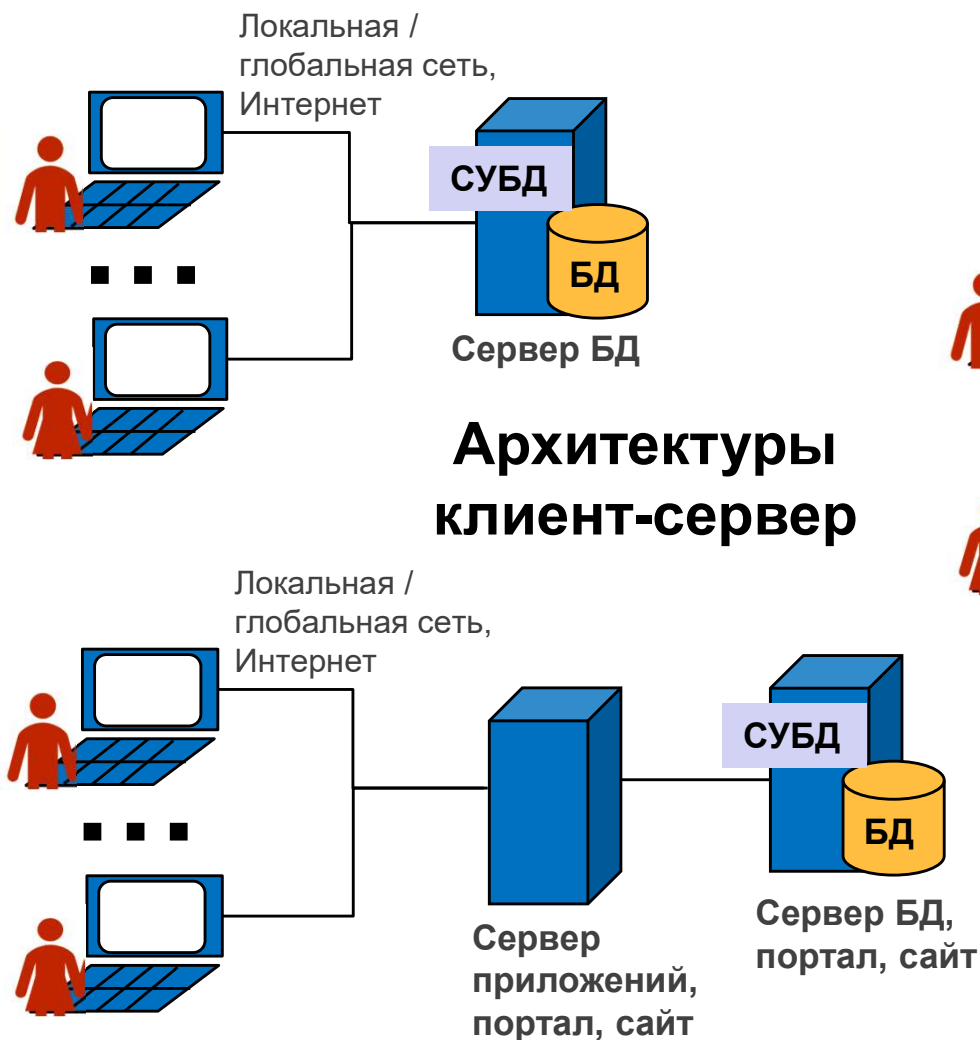 Локальная /
глобальная сеть,
Интернет
СУБД
БД
Сервер БД
Архитектуры
клиент-сервер
Локальная /
глобальная сеть,
Интернет
СУБД
БД
Сервер
приложений,
портал, сайт
Сервер БД,
портал, сайт